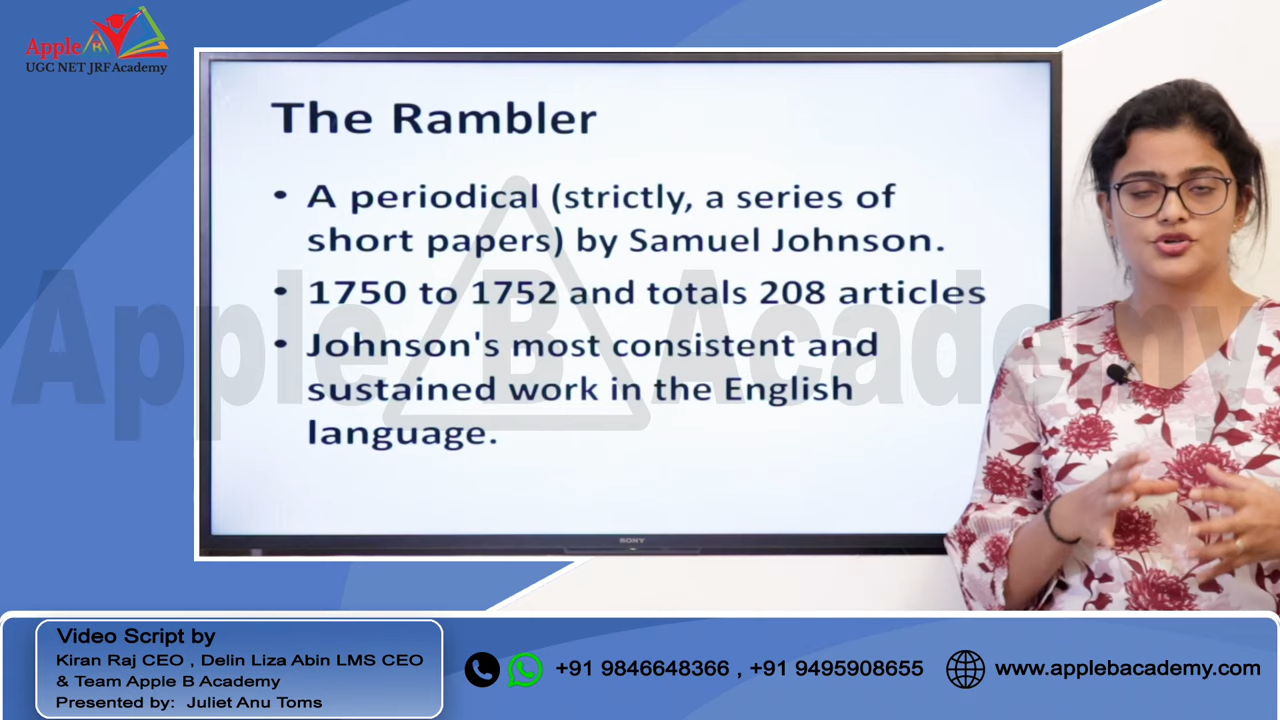 Apple B
UGC NET JRF Academy
The Rambler
• A periodical (strictly, a series of
short papers) by Samuel Johnson.
• 1750 to 1752 and totals 208 articles
• Johnson's most consistent and
sustained work in the English
language.
Apple B Academy
SONY
Video Script by
Kiran Raj CEO , Delin Liza Abin LMS CEO
& Team Apple B Academy
Presented by: Juliet Anu Toms
+91 9846648366 , +91 9495908655
www.applebacademy.com